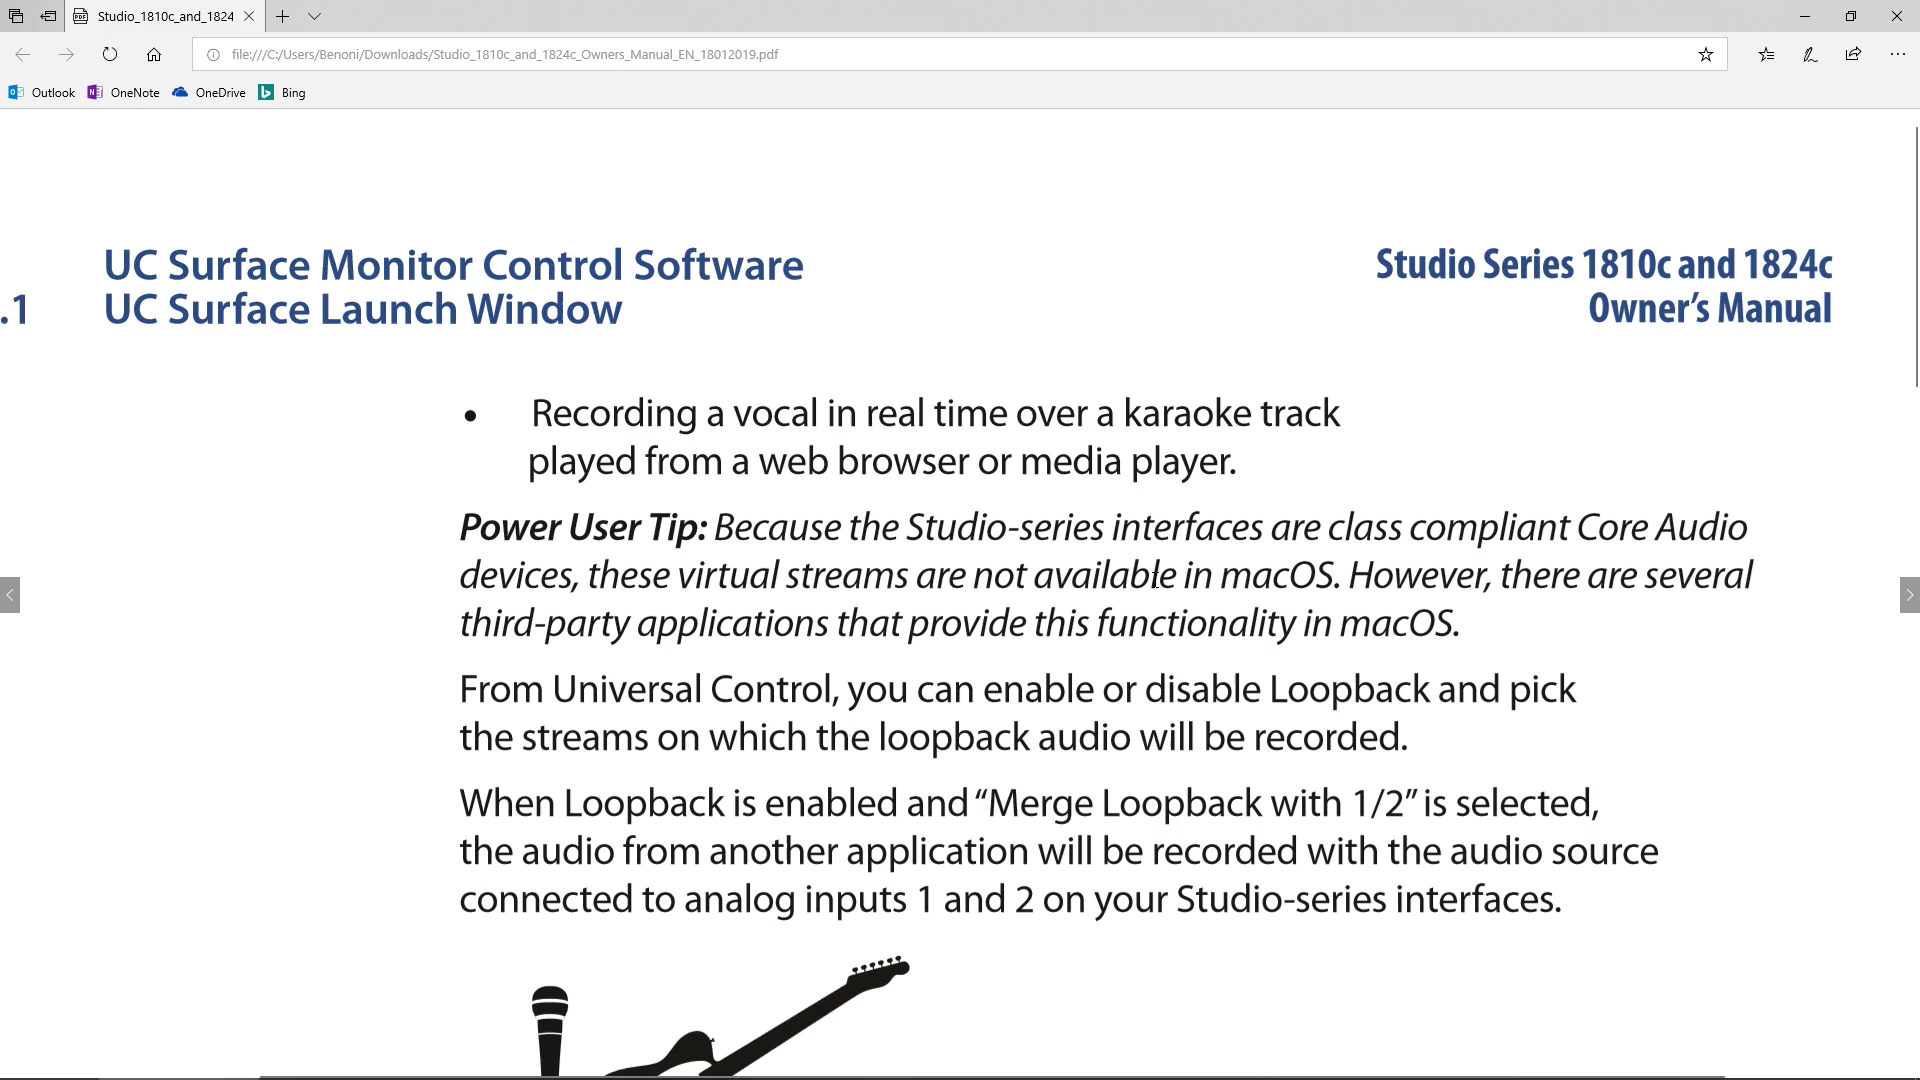 Studio_1810c_and_1824
file:///C:/Users/Benoni/Downloads/Studio_1810c_and_1824c_Owners_Manual_EN_18012019.pdf
Outlook OneNote OneDrive Bing
UC Surface Monitor Control Software
Studio Series 1810c and 1824c
.1 UC Surface Launch Window
Owner’s Manual
• Recording a vocal in real time over a karaoke track
played from a web browser or media player.
Power User Tip: Because the Studio-series interfaces are class compliant Core Audio
devices, these virtual streams are not available in macOS. However, there are several
third-party applications that provide this functionality in macOS.
From Universal Control, you can enable or disable Loopback and pick
the streams on which the loopback audio will be recorded.
When Loopback is enabled and “Merge Loopback with 1/2” is selected,
the audio from another application will be recorded with the audio source
connected to analog inputs 1 and 2 on your Studio-series interfaces.